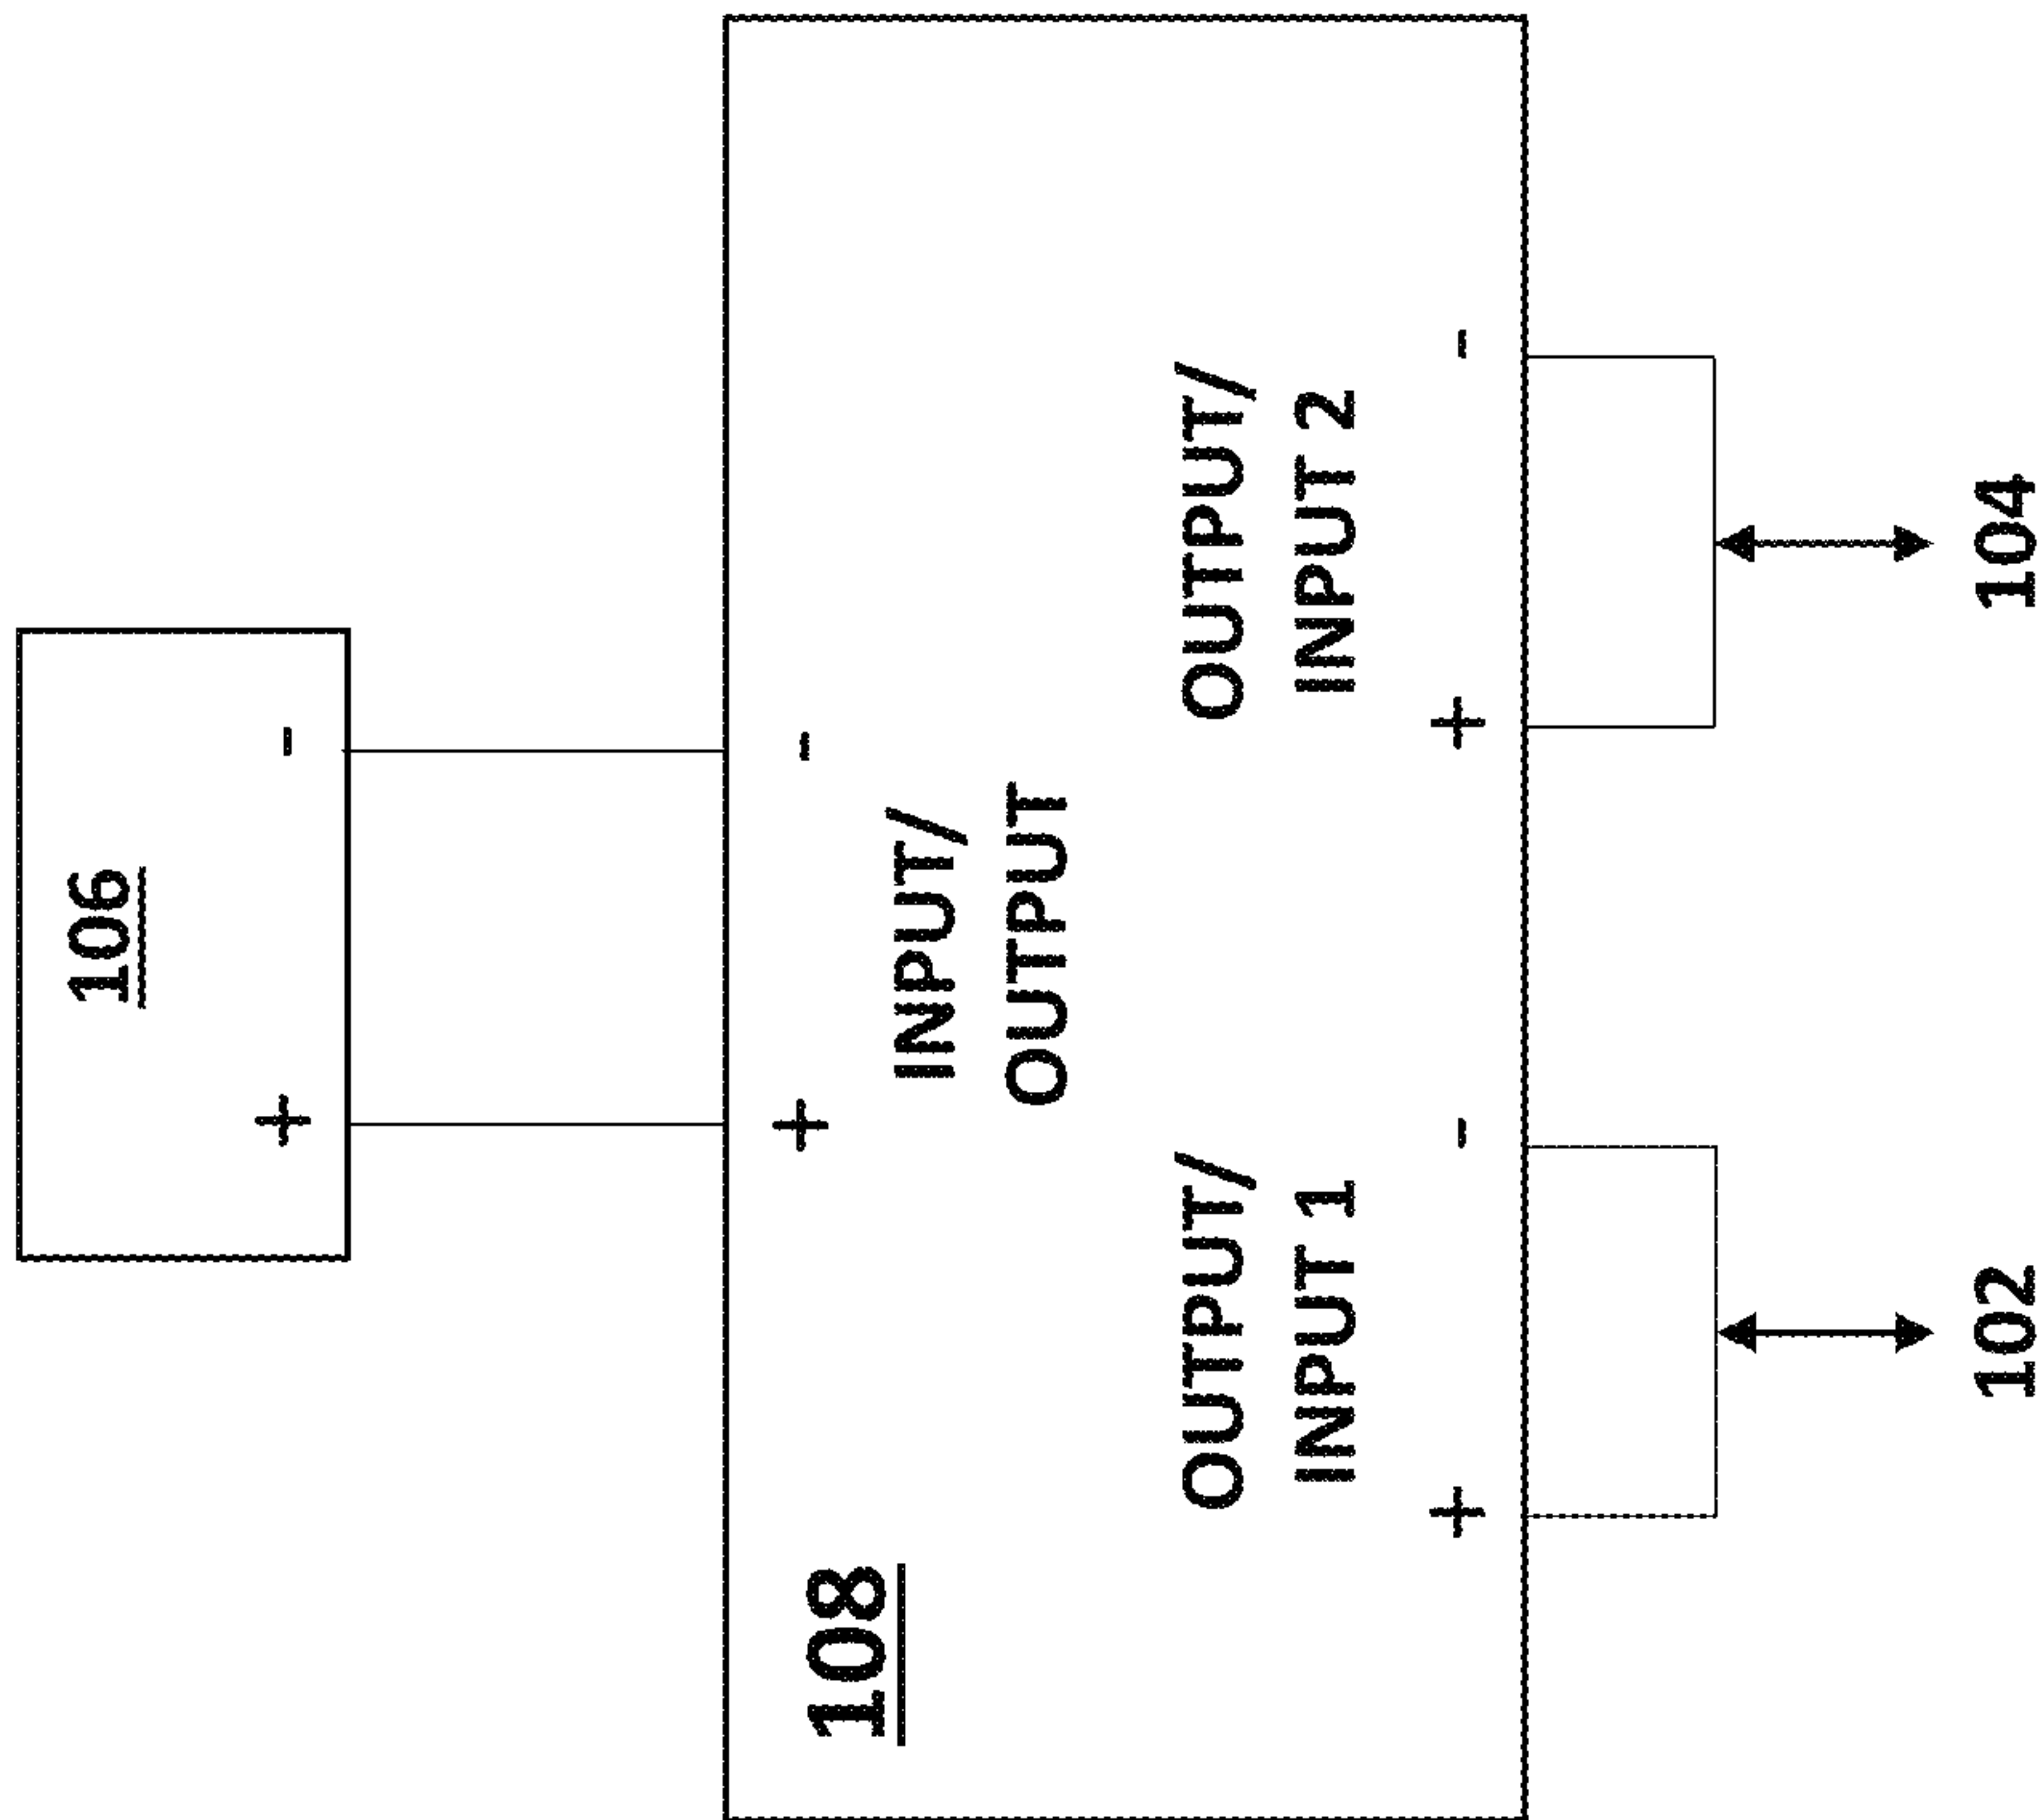 106
+ -
108 + -
INPUT/
OUTPUT
OUTPUT/
INPUT 1
OUTPUT/
INPUT 2
+ - + -
102
104